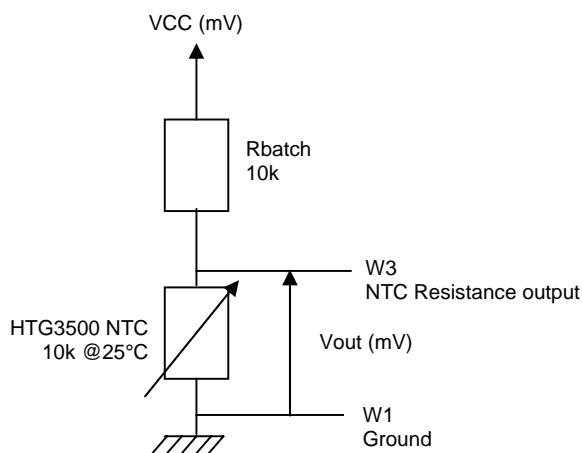 VCC (mV)
Rbatch
10k
W3
NTC Resistance output
HTG3500 NTC
10k @25°C
Vout (mV)
W1
Ground